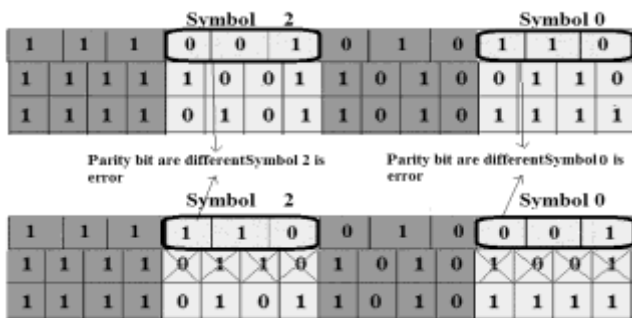 Symbol 2 Symbol 0
1 1 1 0 0 1 0 1 0 1 1 0
1 1 1 1 1 0 0 1 1 0 1 0 0 1 1 0
1 1 1 1 0 1 0 1 1 0 1 0 1 1 1 1
Parity bit are differentSymbol 2 is
error
Parity bit are differentSymbol 0 is
error
Symbol 2 Symbol 0
1 1 1 1 1 0 0 1 0 0 0 1
1 1 1 1 0 1 1 0 1 0 1 0 1 0 0 1
1 1 1 1 0 1 0 1 1 0 1 0 1 1 1 1